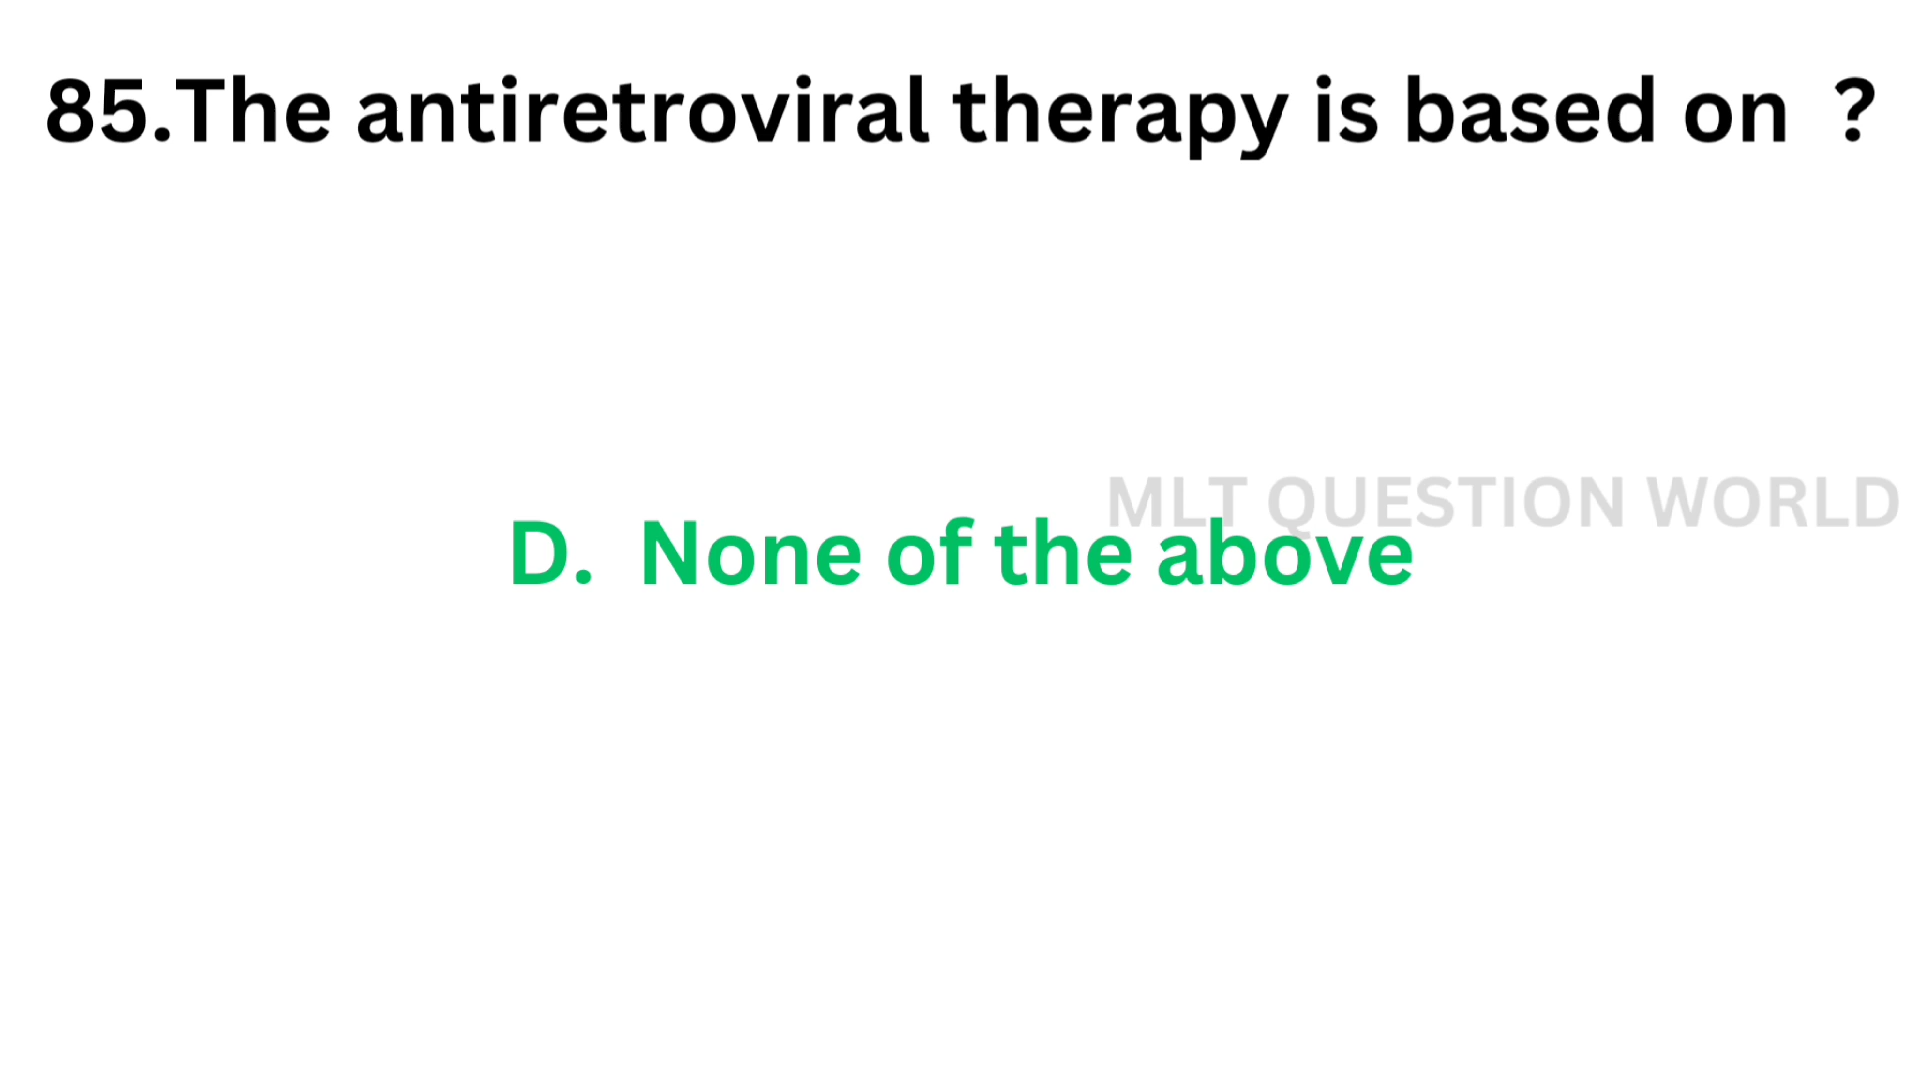 85.The antiretroviral therapy is based on ?
MLT QUESTION WORLD
D. None of the above